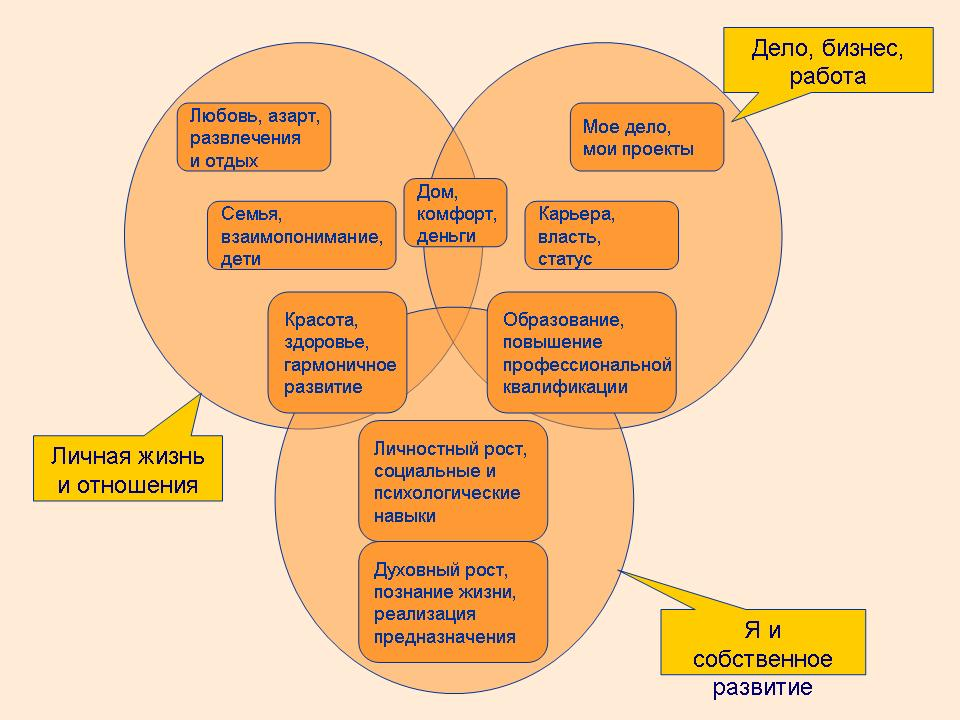 Дело, бизнес,
работа
Любовь, азарт,
развлечения
и отдых
Мое дело,
мои проекты
Дом,
комфорт,
деньги
Семья,
взаимопонимание,
дети
Карьера,
власть,
статус
Красота,
здоровье,
гармоничное
развитие
Образование,
повышение
профессиональной
квалификации
Личная жизнь
и отношения
Личностный рост,
социальные и
психологические
навыки
Духовный рост,
познание жизни,
реализация
предназначения
Я и
собственное
развитие